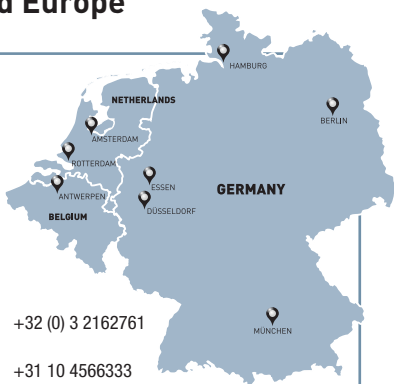 d Europe
HAMBURG
NETHERLANDS
BERLIN
AMSTERDAM
ROTTERDAM
ESSEN
ANTWERPEN
GERMANY
DÜSSELDORF
BELGIUM
+32 (0) 3 2162761
MÜNCHEN
+31 10 4566333